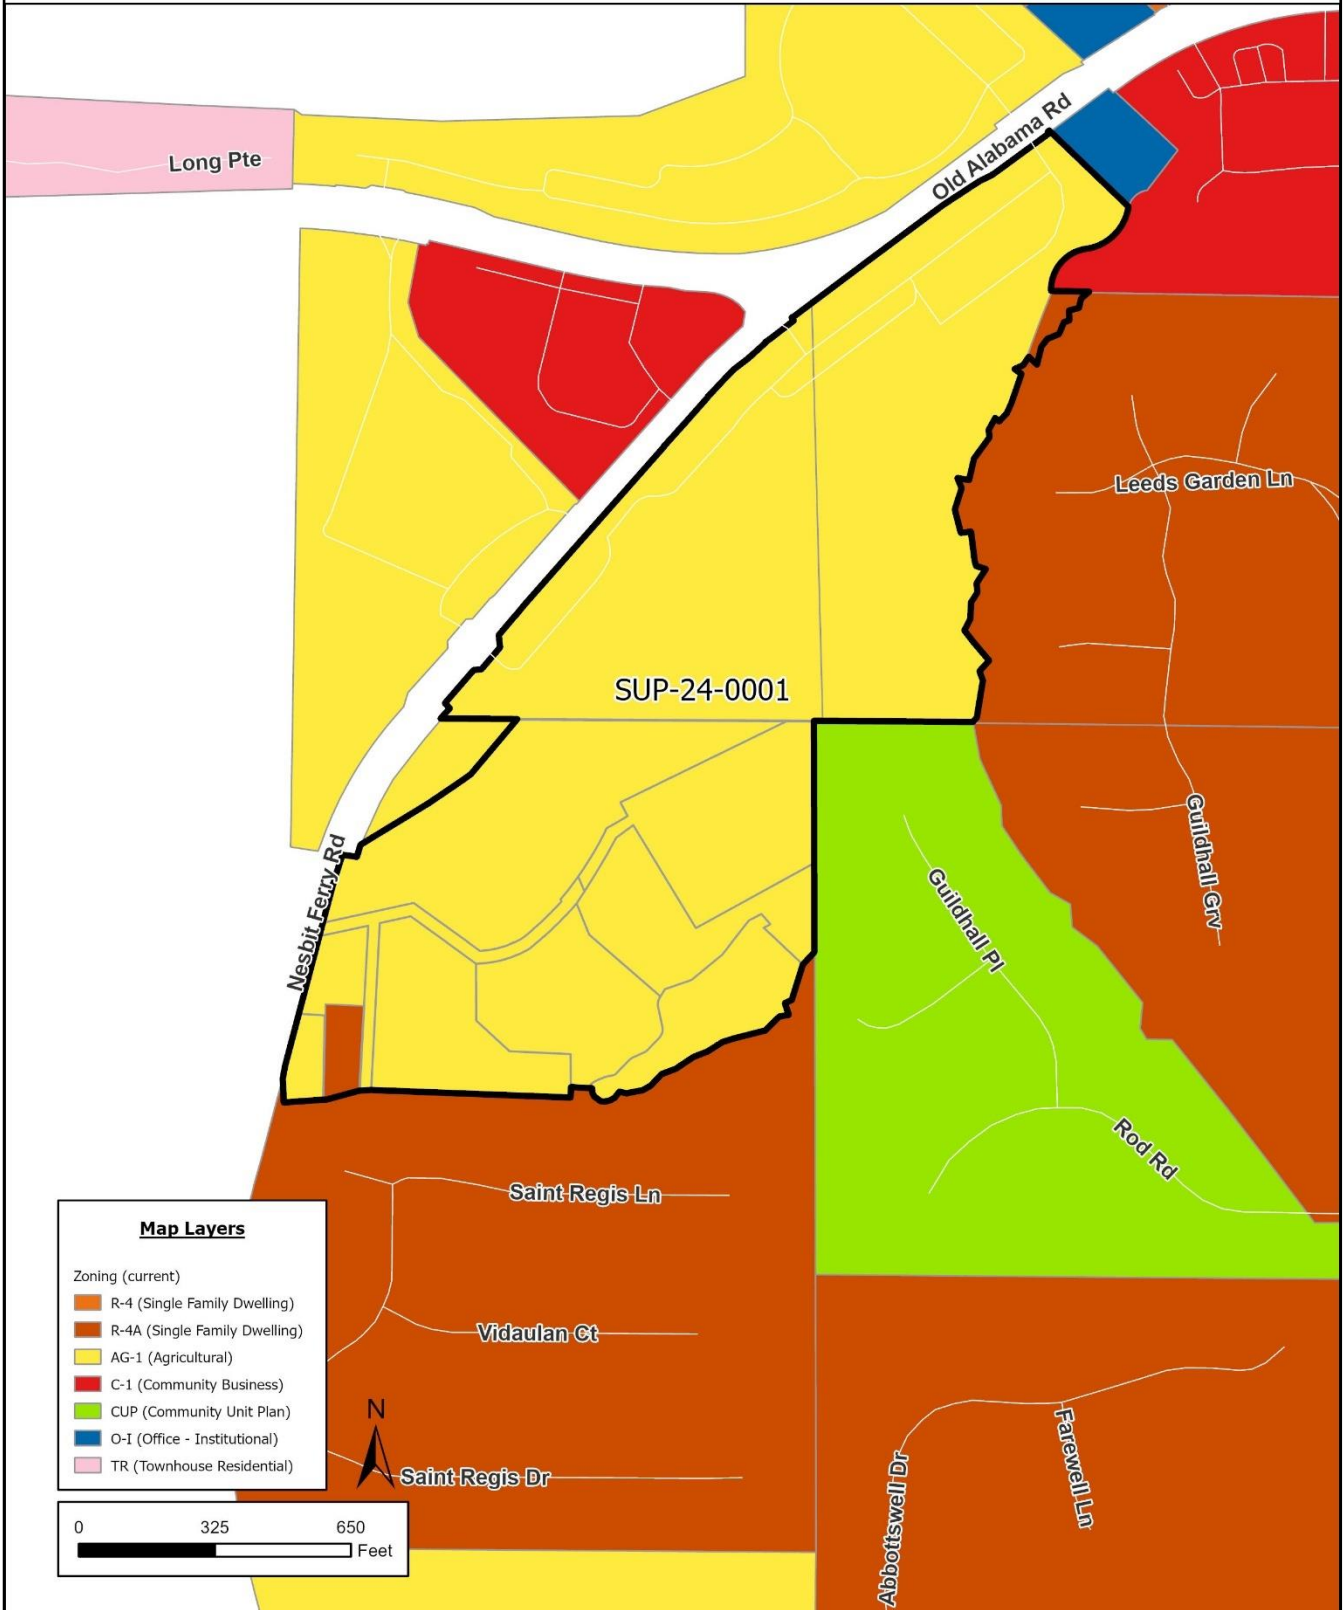 Long Pte
Old Alabama Rd
Leeds Garden Ln
SUP-24-0001
Guildhall Grv
Nesbit Ferry Rd
Guildhall Pl
Rod Rd
Saint Regis Ln
Vidaulan Ct
Saint Regis Dr
Abbottswell Dr
Farewell Ln
Map Layers
Zoning (current)
R-4 (Single Family Dwelling)
R-4A (Single Family Dwelling)
AG-1 (Agricultural)
C-1 (Community Business)
CUP (Community Unit Plan)
O-I (Office - Institutional)
TR (Townhouse Residential)
N
0 325 650
Feet